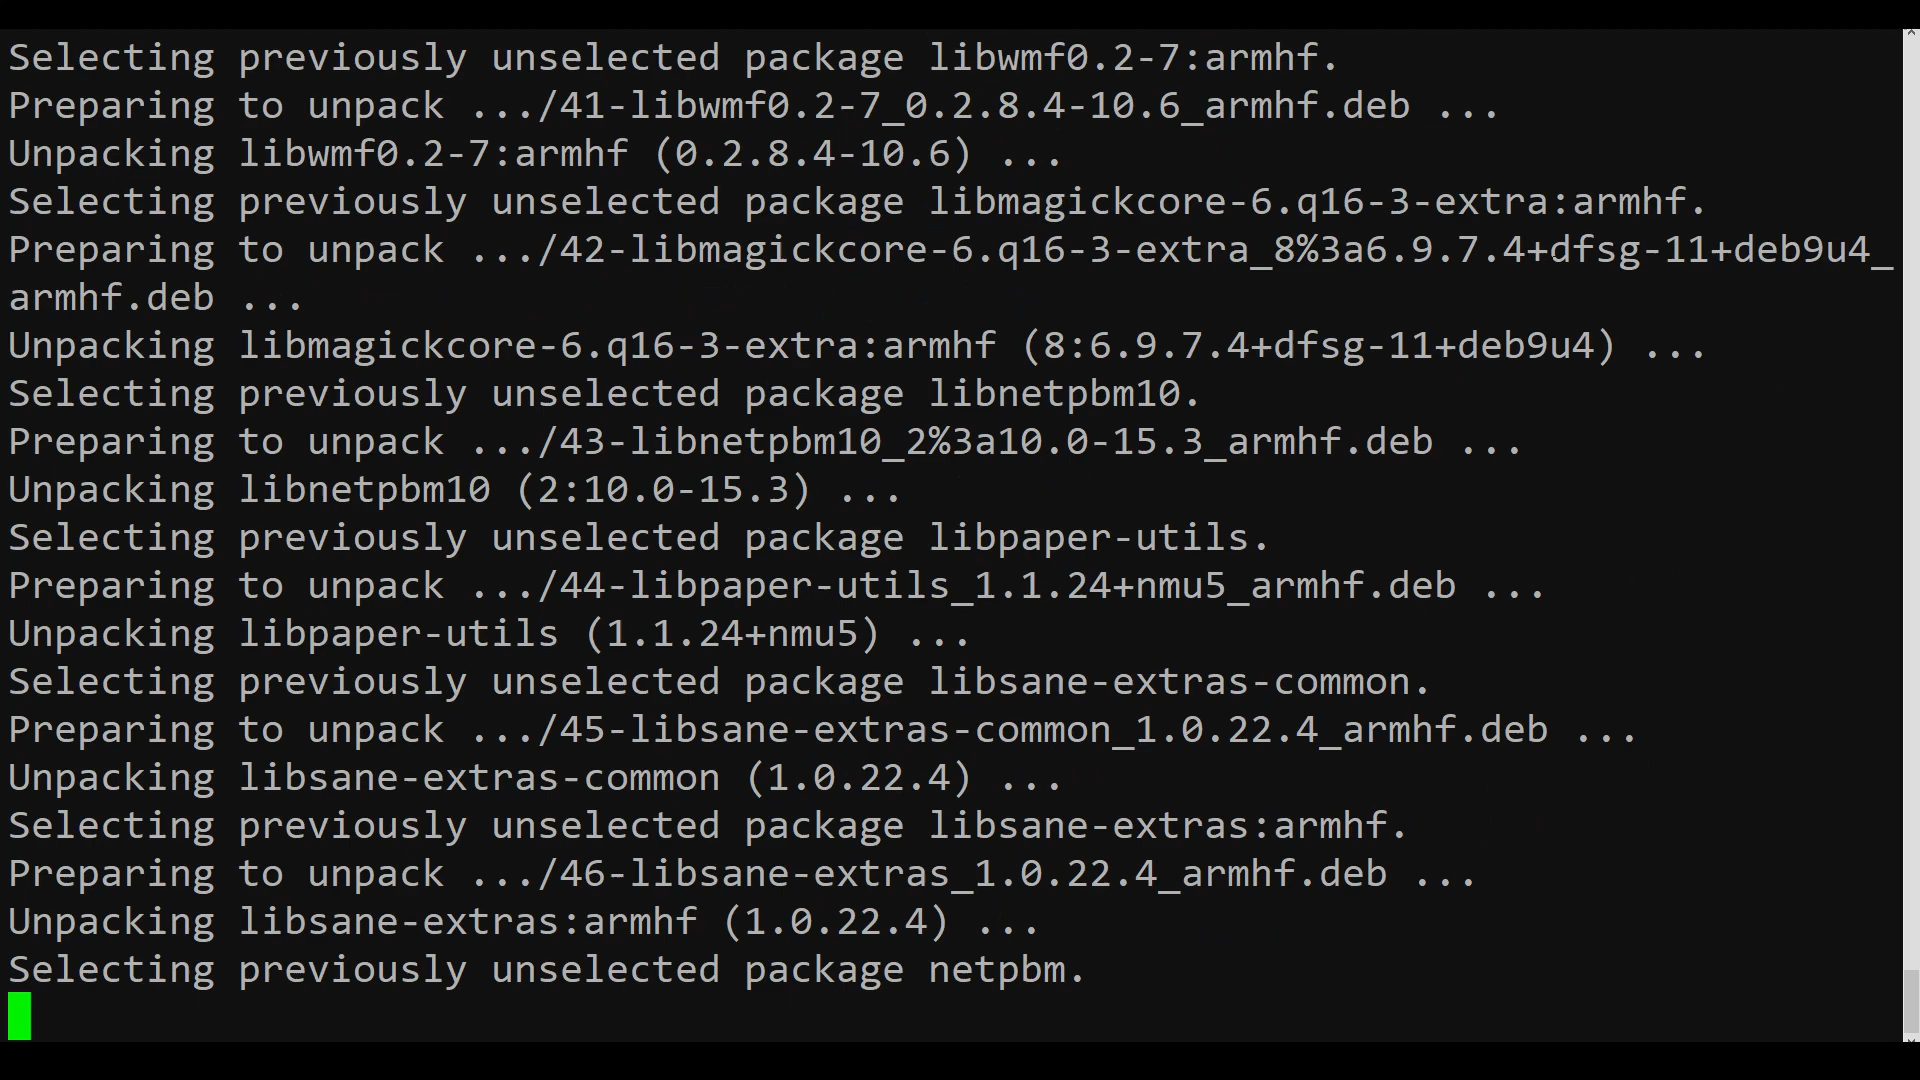 Selecting previously unselected package libwmf0.2-7:armhf.
Preparing to unpack .../41-libwmf0.2-7_0.2.8.4-10.6_armhf.deb ...
Unpacking libwmf0.2-7:armhf (0.2.8.4-10.6) ...
Selecting previously unselected package libmagickcore-6.q16-3-extra:armhf.
Preparing to unpack .../42-libmagickcore-6.q16-3-extra_8%3a6.9.7.4+dfsg-11+deb9u4_
armhf.deb ...
Unpacking libmagickcore-6.q16-3-extra:armhf (8:6.9.7.4+dfsg-11+deb9u4) ...
Selecting previously unselected package libnetpbm10.
Preparing to unpack .../43-libnetpbm10_2%3a10.0-15.3_armhf.deb ...
Unpacking libnetpbm10 (2:10.0-15.3) ...
Selecting previously unselected package libpaper-utils.
Preparing to unpack .../44-libpaper-utils_1.1.24+nmu5_armhf.deb ...
Unpacking libpaper-utils (1.1.24+nmu5) ...
Selecting previously unselected package libsane-extras-common.
Preparing to unpack .../45-libsane-extras-common_1.0.22.4_armhf.deb ...
Unpacking libsane-extras-common (1.0.22.4) ...
Selecting previously unselected package libsane-extras:armhf.
Preparing to unpack .../46-libsane-extras_1.0.22.4_armhf.deb ...
Unpacking libsane-extras:armhf (1.0.22.4) ...
Selecting previously unselected package netpbm.